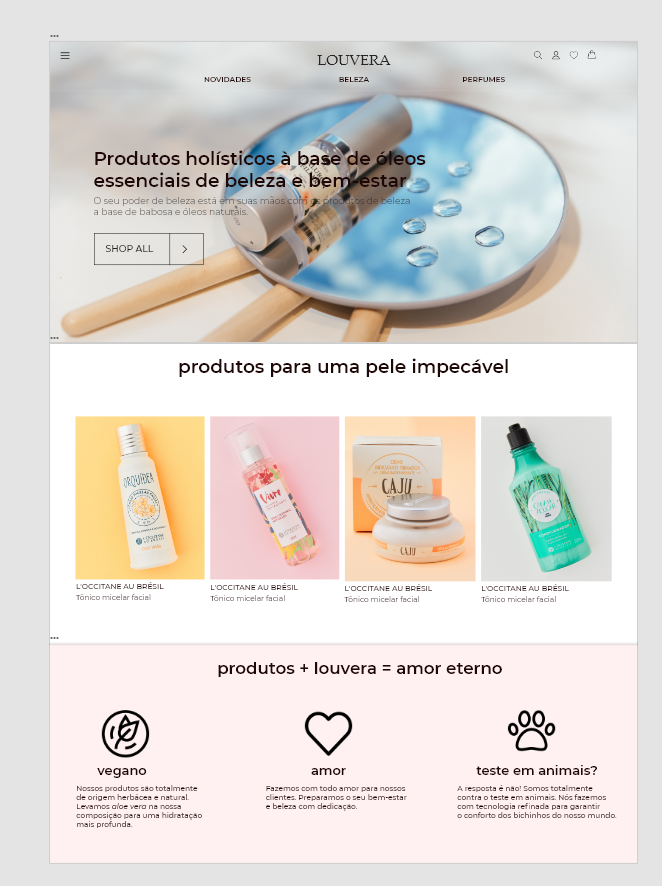 LOUVERA
NOVIDADES
BELEZA
PERFUMES
Produtos holísticos à base de óleos
essenciais de beleza e bem-estar
O seu poder de beleza está em suas mãos com os produtos de beleza
a base de babosa e óleos naturais.
SHOP ALL
produtos para uma pele impecável
ORQUÍDEA
Vivre
CAJU
CAJU
L'OCCITANE AU BRÉSIL
Tônico micelar facial
L'OCCITANE AU BRÉSIL
Tônico micelar facial
L'OCCITANE AU BRÉSIL
Tônico micelar facial
L'OCCITANE AU BRÉSIL
Tônico micelar facial
produtos + louvera = amor eterno
vegano
Nossos produtos são totalmente
de origem herbácea e natural.
Levamos aloe vera na nossa
composição para uma hidratação
mais profunda.
amor
Fazemos com todo amor para nossos
clientes. Preparamos o seu bem-estar
e beleza com dedicação.
teste em animais?
A resposta é não! Somos totalmente
contra o teste em animais. Nós fazemos
com tecnologia refinada para garantir
o conforto dos bichinhos do nosso mundo.